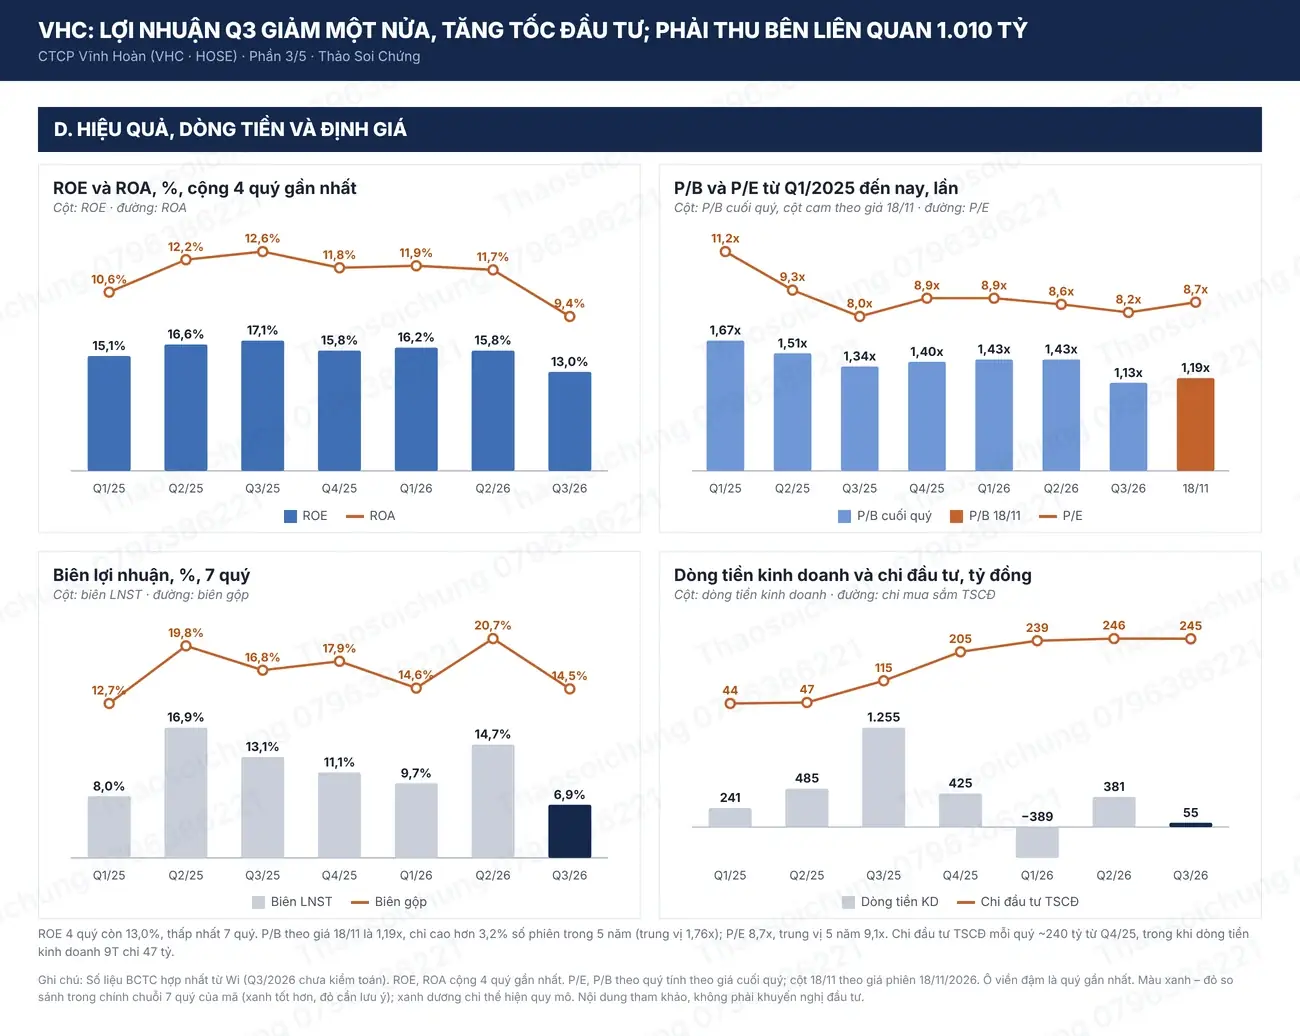 VHC: LỢI NHUẬN Q3 GIẢM MỘT NỬA, TĂNG TỐC ĐẦU TƯ; PHẢI THU BÊN LIÊN QUAN 1.010 TỶ
CTCP Vĩnh Hoàn (VHC · HOSE) · Phần 3/5 · Thảo Soi Chứng
D. HIỆU QUẢ, DÒNG TIỀN VÀ ĐỊNH GIÁ
ROE và ROA, %, cộng 4 quý gần nhất
Cột: ROE · đường: ROA
10,6% 12,2% 12,6% 11,8% 11,9% 11,7% 9,4%
15,1% 16,6% 17,1% 15,8% 16,2% 15,8% 13,0%
Q1/25 Q2/25 Q3/25 Q4/25 Q1/26 Q2/26 Q3/26
ROE ROA
P/B và P/E từ Q1/2025 đến nay, lần
Cột: P/B cuối quý, cột cam theo giá 18/11 · đường: P/E
11,2x 9,3x 8,0x 8,9x 8,9x 8,6x 8,2x 8,7x
1,67x 1,51x 1,34x 1,40x 1,43x 1,43x 1,13x 1,19x
Q1/25 Q2/25 Q3/25 Q4/25 Q1/26 Q2/26 Q3/26 18/11
P/B cuối quý P/B 18/11 P/E
Biên lợi nhuận, %, 7 quý
Cột: biên LNST · đường: biên gộp
12,7% 19,8% 16,8% 17,9% 14,6% 20,7% 14,5%
8,0% 16,9% 13,1% 11,1% 9,7% 14,7% 6,9%
Q1/25 Q2/25 Q3/25 Q4/25 Q1/26 Q2/26 Q3/26
Biên LNST Biên gộp
Dòng tiền kinh doanh và chi đầu tư, tỷ đồng
Cột: dòng tiền kinh doanh · đường: chi mua sắm TSCĐ
44 47 115 205 239 246 245
241 485 1.255 425 −389 381 55
Q1/25 Q2/25 Q3/25 Q4/25 Q1/26 Q2/26 Q3/26
Dòng tiền KD Chi đầu tư TSCĐ
ROE 4 quý còn 13,0%, thấp nhất 7 quý. P/B theo giá 18/11 là 1,19x, chỉ cao hơn 3,2% số phiên trong 5 năm (trung vị 1,76x); P/E 8,7x, trung vị 5 năm 9,1x. Chi đầu tư TSCĐ mỗi quý ~240 tỷ từ Q4/25, trong khi dòng tiền
kinh doanh 9T chỉ 47 tỷ.
Ghi chú: Số liệu BCTC hợp nhất từ Wi (Q3/2026 chưa kiểm toán). ROE, ROA cộng 4 quý gần nhất. P/E, P/B theo quý tính theo giá cuối quý; cột 18/11 theo giá phiên 18/11/2026. Ô viền đậm là quý gần nhất. Màu xanh – đỏ so
sánh trong chính chuỗi 7 quý của mã (xanh tốt hơn, đỏ cần lưu ý); xanh dương chỉ thể hiện quy mô. Nội dung tham khảo, không phải khuyến nghị đầu tư.
Thaosoichung 0796386221